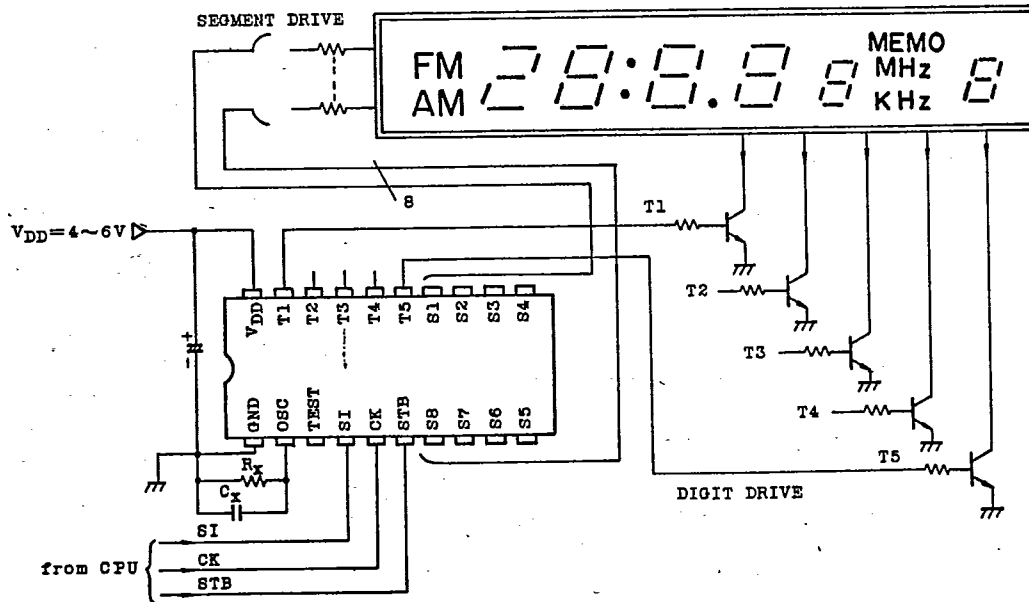 SEGMENT DRIVE
FM 28:8.8 8 MEMO MHz KHz 8
AM
8
VDD=4~6V
T1
T2
T3
T4
T5
VDD T1 T2 T3 T4 T5 S1 S2 S3 S4
GND OSC TEST SI CK STB S8 S7 S6 S5
Rx
Cx
DIGIT DRIVE
from CPU
SI
CK
STB
+
-